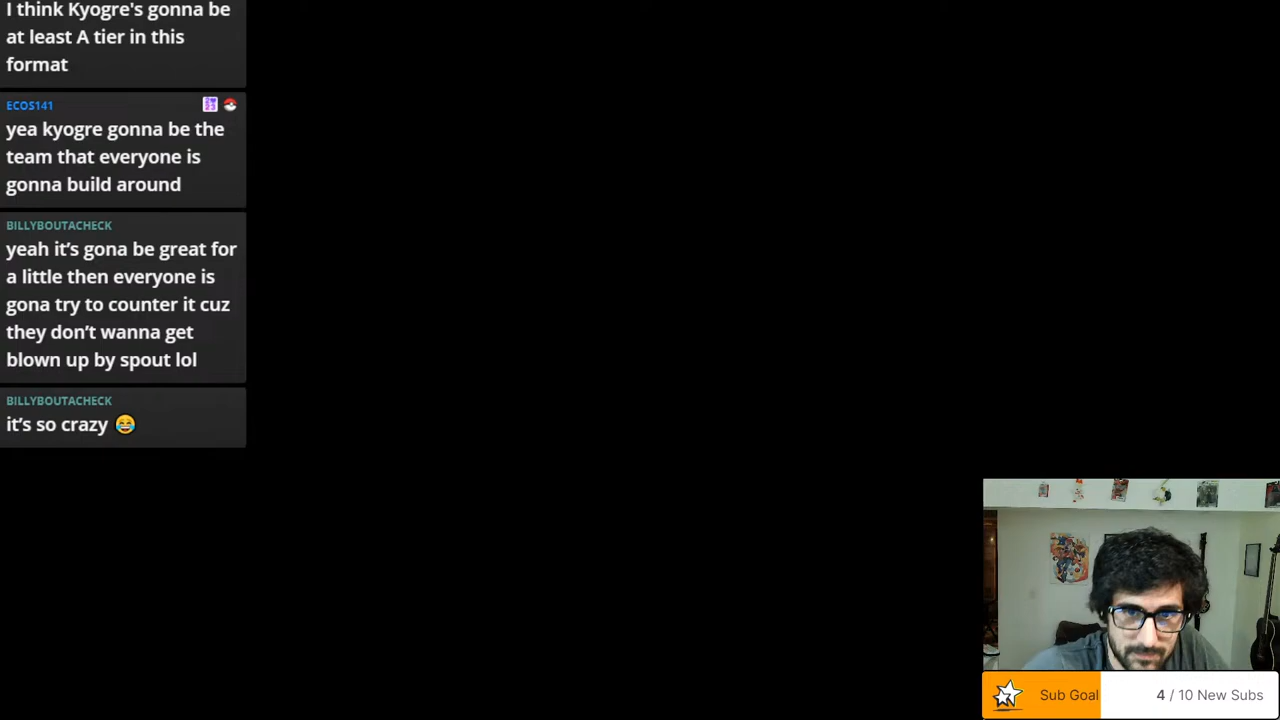 I think Kyogre's gonna be
at least A tier in this
format
ECOS141
yea kyogre gonna be the
team that everyone is
gonna build around
BILLYBOUTACHECK
yeah it’s gona be great for
a little then everyone is
gona try to counter it cuz
they don’t wanna get
blown up by spout lol
BILLYBOUTACHECK
it’s so crazy 😂
Sub Goal 4 / 10 New Subs